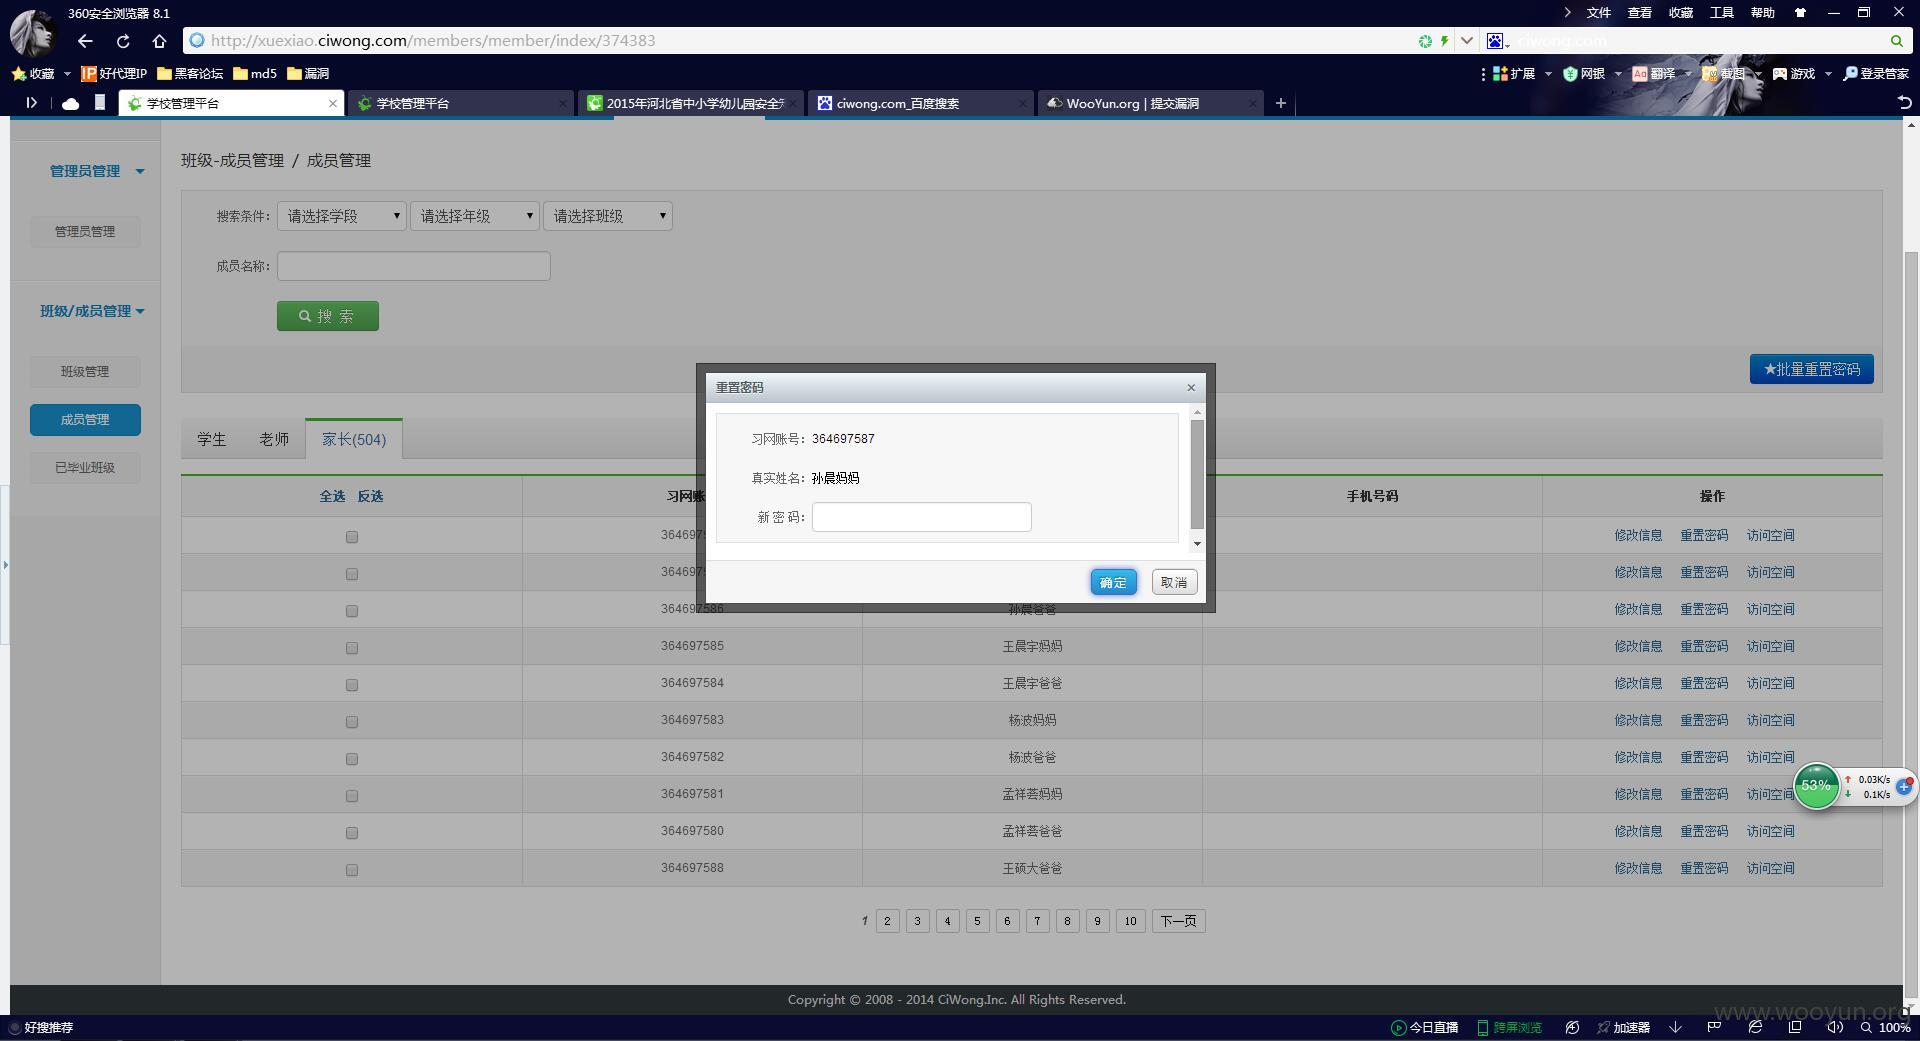 360安全浏览器 8.1
文件 查看 收藏 工具 帮助
http://xuexiao.ciwong.com/members/member/index/374383
ciwong.com
收藏 好代理IP 黑客论坛 md5 漏洞
扩展 网银 翻译 截图 游戏 登录管家
学校管理平台
学校管理平台
2015年河北省中小学幼儿园安全
ciwong.com_百度搜索
WooYun.org | 提交漏洞
管理员管理
管理员管理
班级/成员管理
班级管理
成员管理
已毕业班级
班级-成员管理 / 成员管理
搜索条件: 请选择学段 请选择年级 请选择班级
成员名称:
搜 索
★批量重置密码
学生 老师 家长(504)
重置密码
习网账号: 364697587
真实姓名: 孙晨妈妈
新 密 码:
确定 取消
全选 反选 习网账 手机号码 操作
364697 修改信息 重置密码 访问空间
364697 修改信息 重置密码 访问空间
364697586 孙晨爸爸 修改信息 重置密码 访问空间
364697585 王晨宇妈妈 修改信息 重置密码 访问空间
364697584 王晨宇爸爸 修改信息 重置密码 访问空间
364697583 杨波妈妈 修改信息 重置密码 访问空间
364697582 杨波爸爸 修改信息 重置密码 访问空间
364697581 孟祥荟妈妈 修改信息 重置密码 访问空间
364697580 孟祥荟爸爸 修改信息 重置密码 访问空间
364697588 王硕大爸爸 修改信息 重置密码 访问空间
53% 0.03K/s
0.1K/s
1 2 3 4 5 6 7 8 9 10 下一页
Copyright © 2008 - 2014 CiWong.Inc. All Rights Reserved.
www.wooyun.org
好搜推荐
今日直播 跨屏浏览 加速器 100%